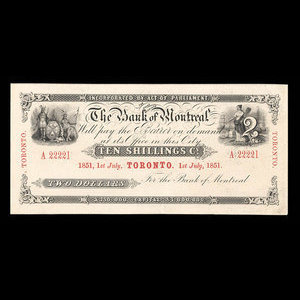 INCORPORATED BY ACT OF PARLIAMENT
The Bank of Montreal
Will pay the Bearer on demand
2
at its Office in this City
A 22221 A 22221
TEN SHILLINGS Cy
TORONTO. TORONTO.
1851, 1st July, TORONTO. 1st July, 1851.
TWO DOLLARS
For the Bank of Montreal
CAPITAL